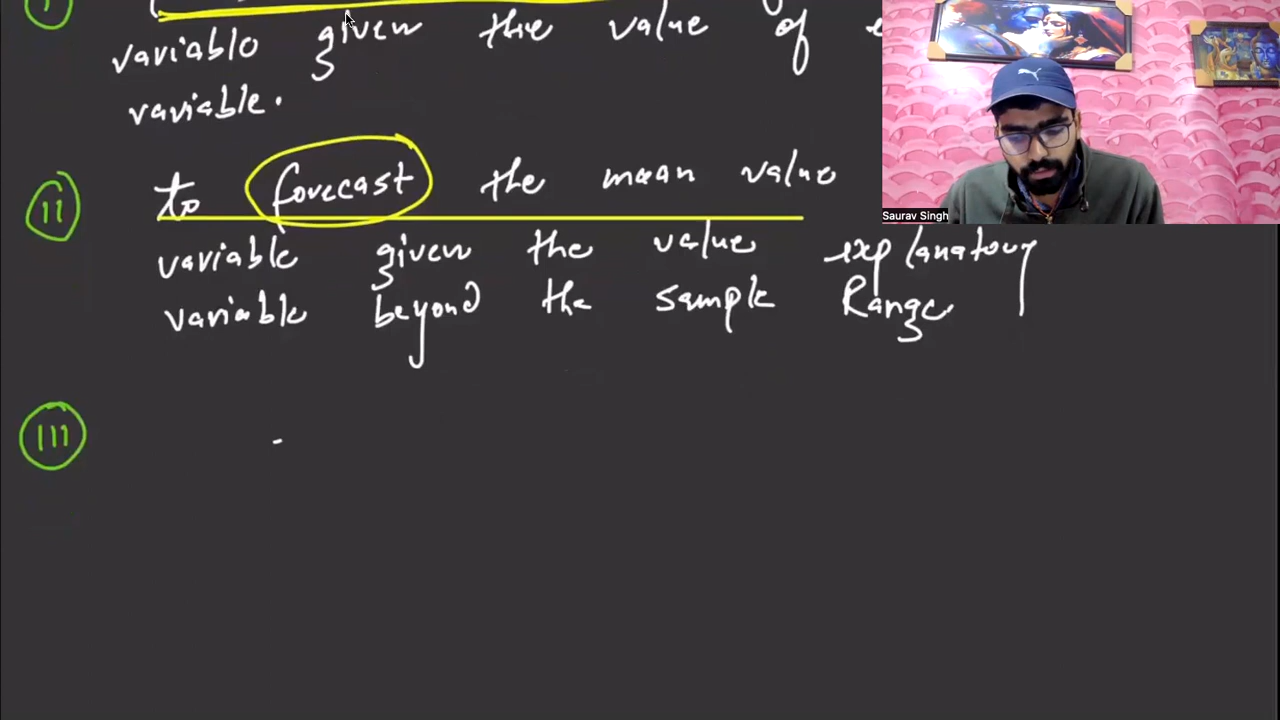 (i)
variable given the value of
variable.
(ii) to forecast the mean value
variable given the value explanatory
variable beyond the sample Range |
(iii)
Saurav Singh